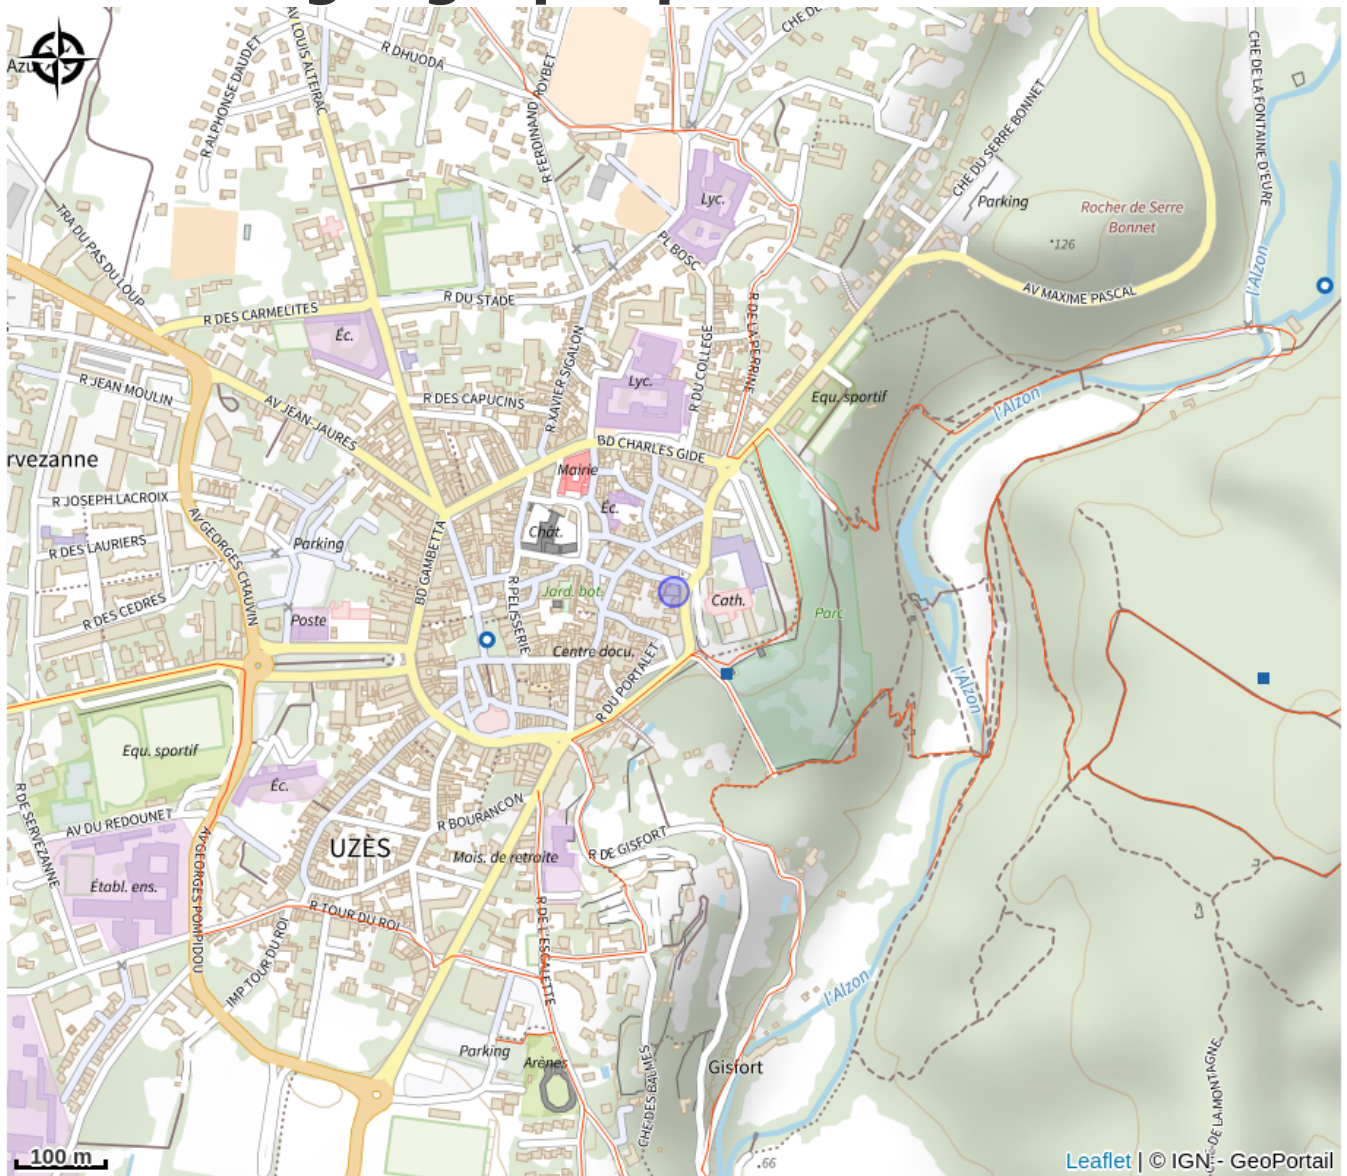 Azu
AV LOUIS ALTEIRAC
R DHUODA
R ALPHONSE DAUDET
R FERDINAND ROYBET
CHE DU SERRE BONNET
CHE DE LA FONTAINE D'EURE
Lyc.
Parking
Rocher de Serre
Bonnet
126
TRA DU PAS DU LOUP
PL BOSC
l'Alzon
AV MAXIME PASCAL
R DES CARMELITES
R DU STADE
Éc.
R XAVIER SIGALON
R DU COLLEGE
R DE LA PERRINE
Lyc.
R JEAN MOULIN
AV JEAN-JAURES
R DES CAPUCINS
Equ. sportif
l'Alzon
BD CHARLES GIDE
rvezanne
Mairie
R JOSEPH LACROIX
AV GEORGES CHAUVIN
Éc.
Chât.
R DES LAURIERS
Parking
BD GAMBETTA
R DES CEDRES
Poste
R PELISSERIE
Jard. bot.
Cath.
Parc
Centre docu.
R DU PORTALET
l'Alzon
Equ. sportif
Éc.
R DE SERVEZANNE
AV DU REDOUNET
AV GEORGES POMPIDOU
UZÈS
R BOURANCON
Mais. de retraite
R DE GISFORT
Établ. ens.
R TOUR DU ROI
IMP TOUR DU ROI
R DE L'ESCALETTE
l'Alzon
Parking
Arènes
CHE DES BALMES
Gisfort
DE LA MONTAGNE
66
100 m
Leaflet | © IGN - GeoPortail